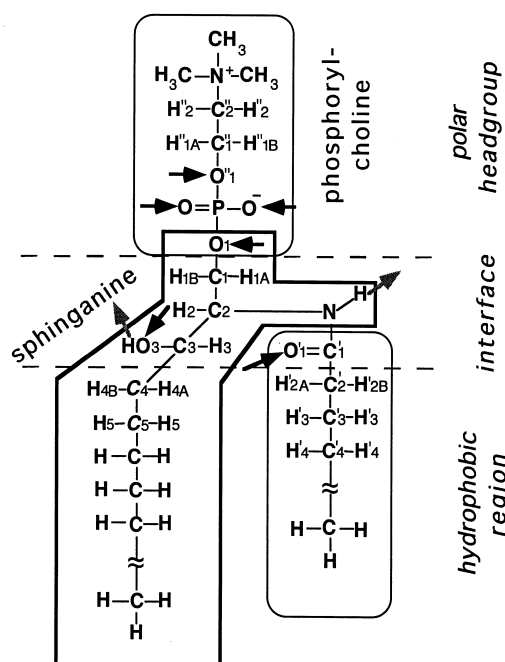 CH3
H3C–N+–CH3
H"2–C"2–H"2
H"1A–C"1–H"1B
O"1
O=P–O−
O1
H1B–C1–H1A
H
H2–C2
N
HO3–C3–H3
O'1=C'1
H4B–C4–H4A
H'2A–C'2–H'2B
H5–C5–H5
H'3–C'3–H'3
H–C–H
H'4–C'4–H'4
H–C–H
≈
H–C–H
H–C–H
≈
H
H–C–H
H
phosphoryl-
choline
polar
headgroup
sphinganine
interface
hydrophobic
region